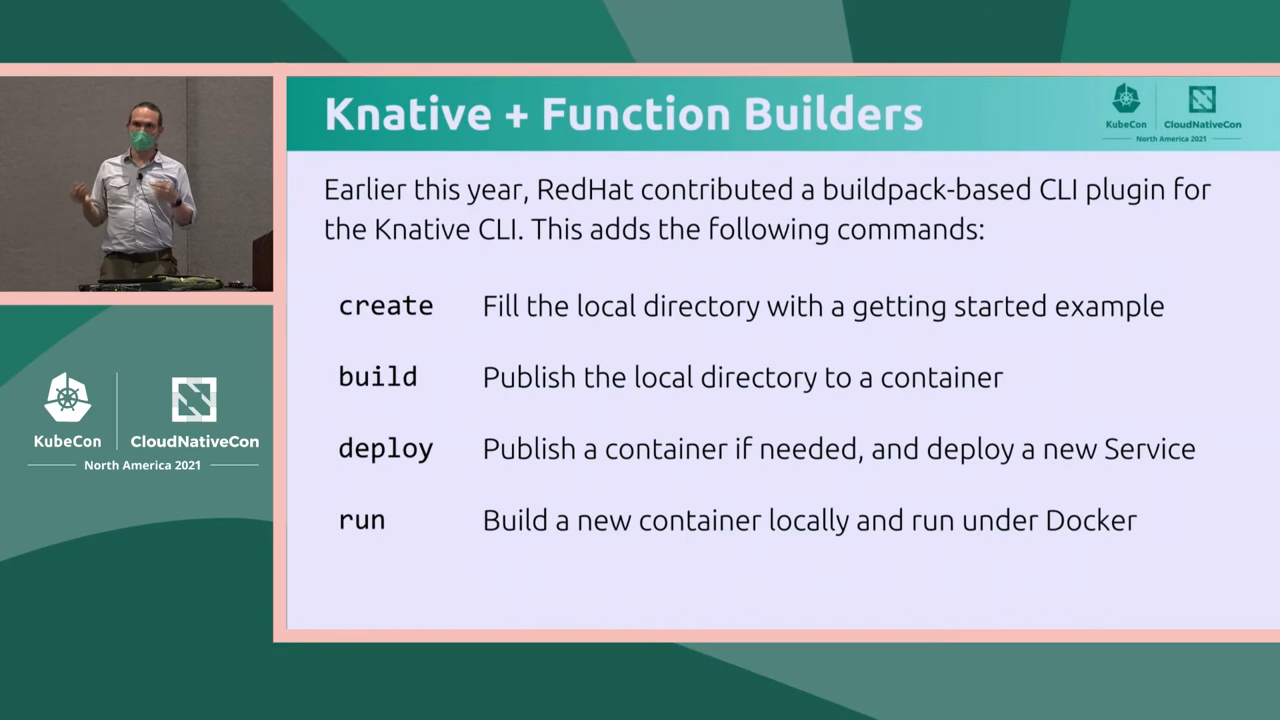 Knative + Function Builders
KubeCon
CloudNativeCon
North America 2021
Earlier this year, RedHat contributed a buildpack-based CLI plugin for
the Knative CLI. This adds the following commands:
create Fill the local directory with a getting started example
build Publish the local directory to a container
deploy Publish a container if needed, and deploy a new Service
run Build a new container locally and run under Docker
KubeCon
CloudNativeCon
North America 2021